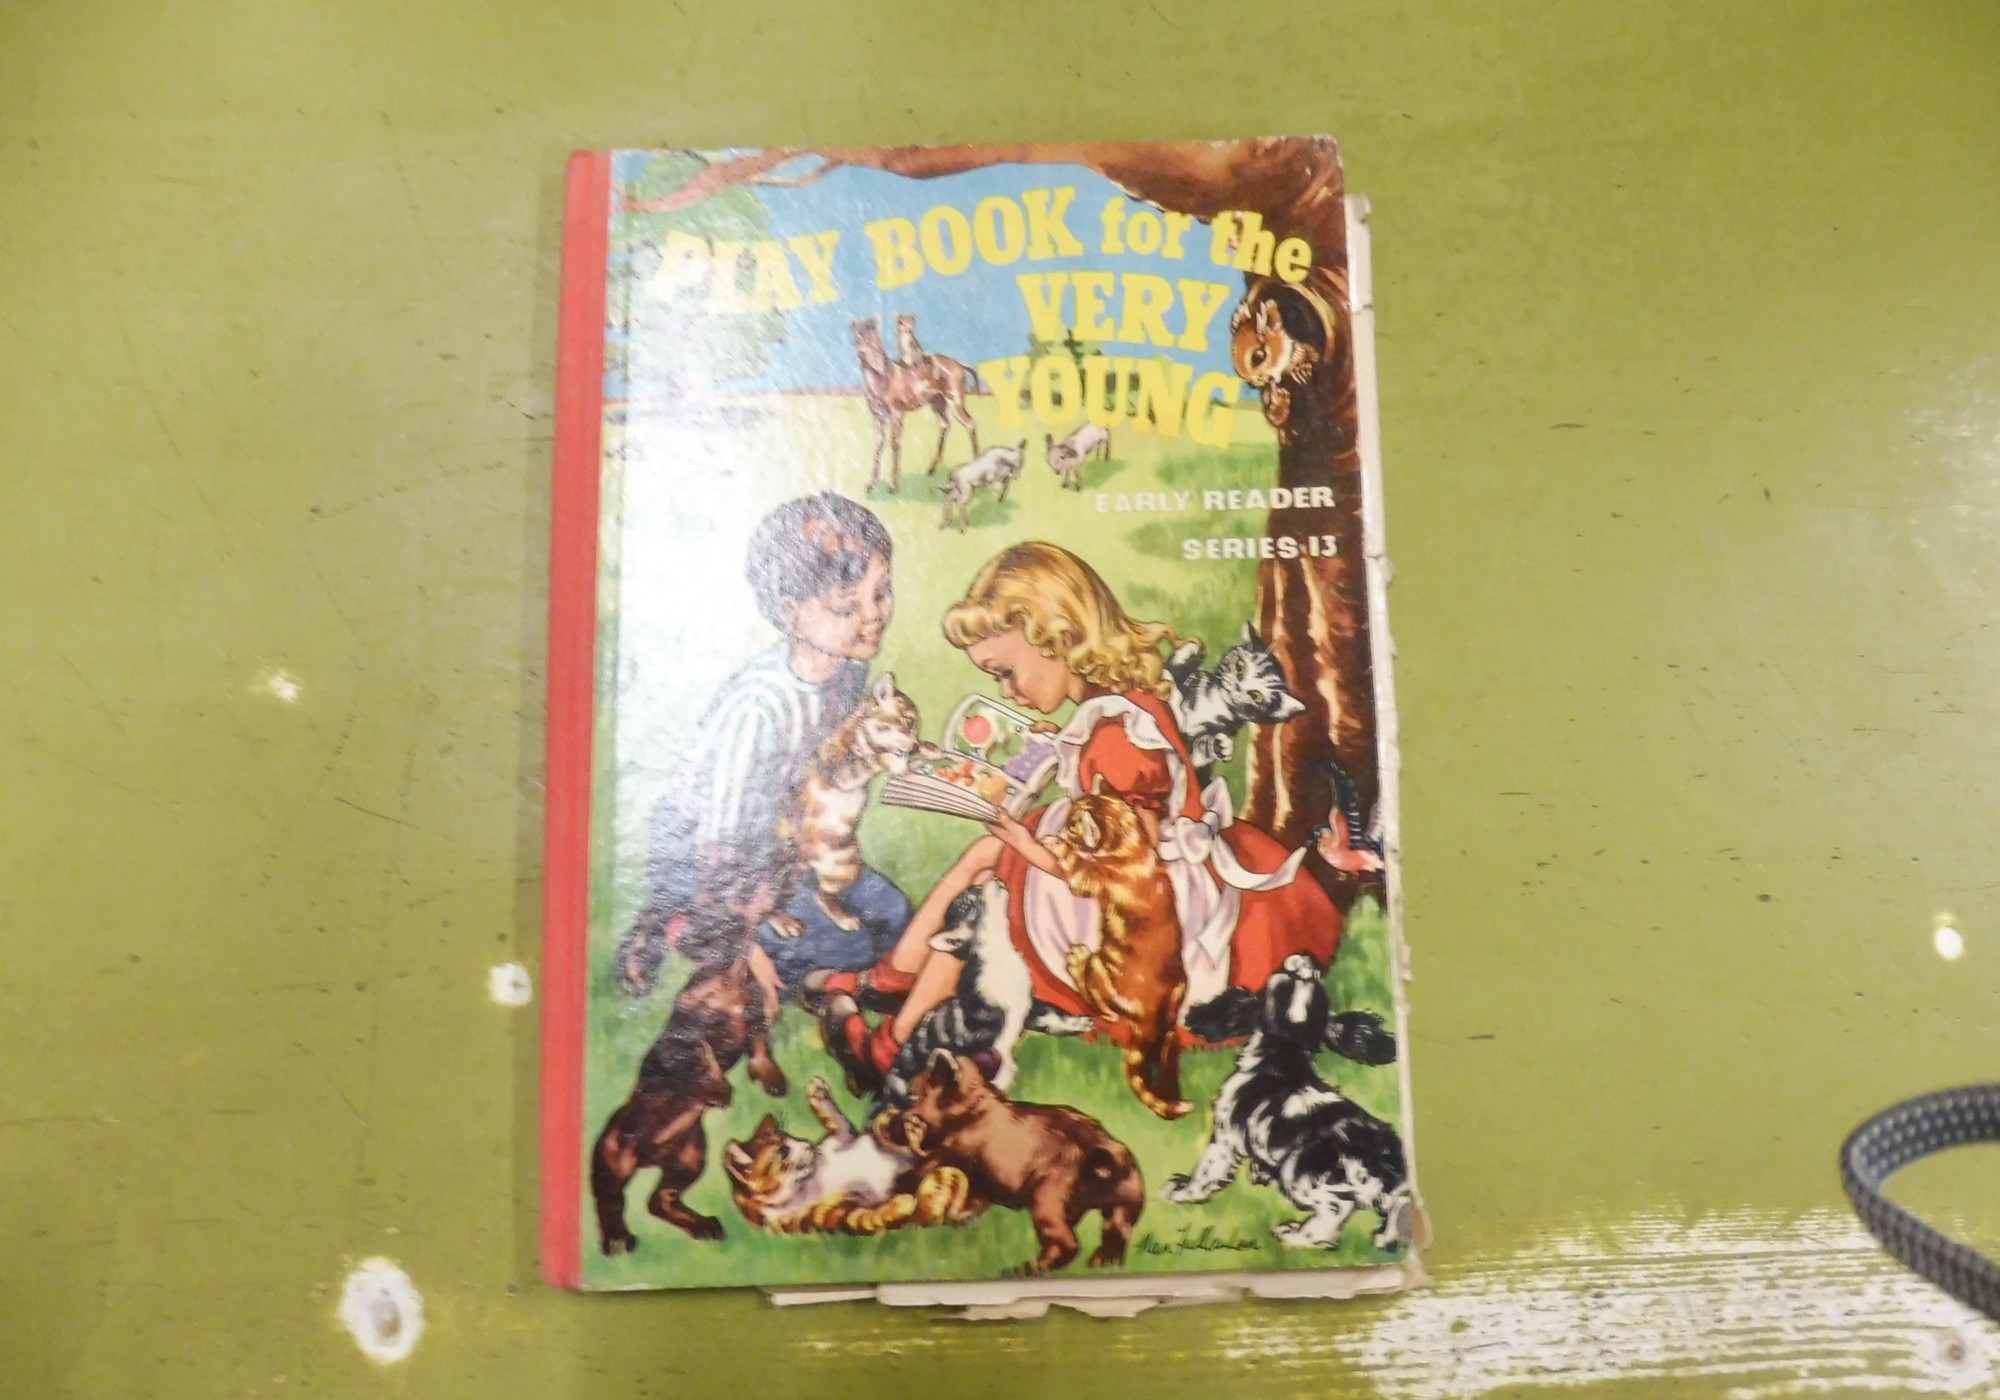 PLAY BOOK for the
VERY
YOUNG
EARLY READER
SERIES 13